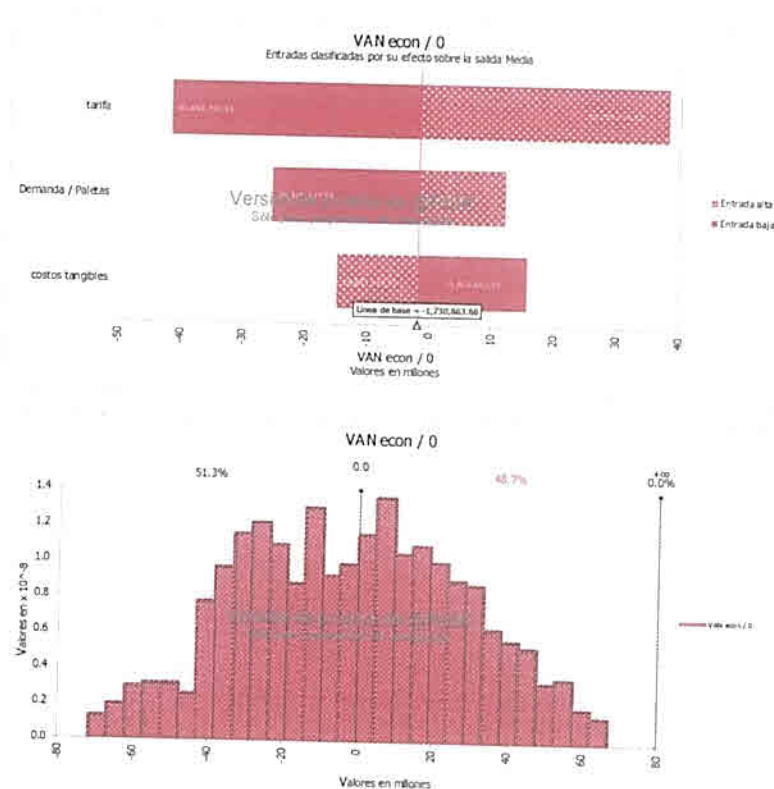 VAN econ / 0
Entradas clasificadas por su efecto sobre la salida Media
tarifa
Demanda / Paletas
costos tangibles
Entrada alta
Entrada baja
Línea de base = -1,730,863.68
-50
-40
-30
-20
-10
0
10
20
30
40
VAN econ / 0
Valores en millones
VAN econ / 0
51.3%
0.0
48.7%
+∞
0.0%
1.4
1.2
1.0
0.8
0.6
0.4
0.2
0.0
Valores en x 10^-8
VAN econ / 0
-80
-60
-40
-20
0
20
40
60
80
Valores en millones